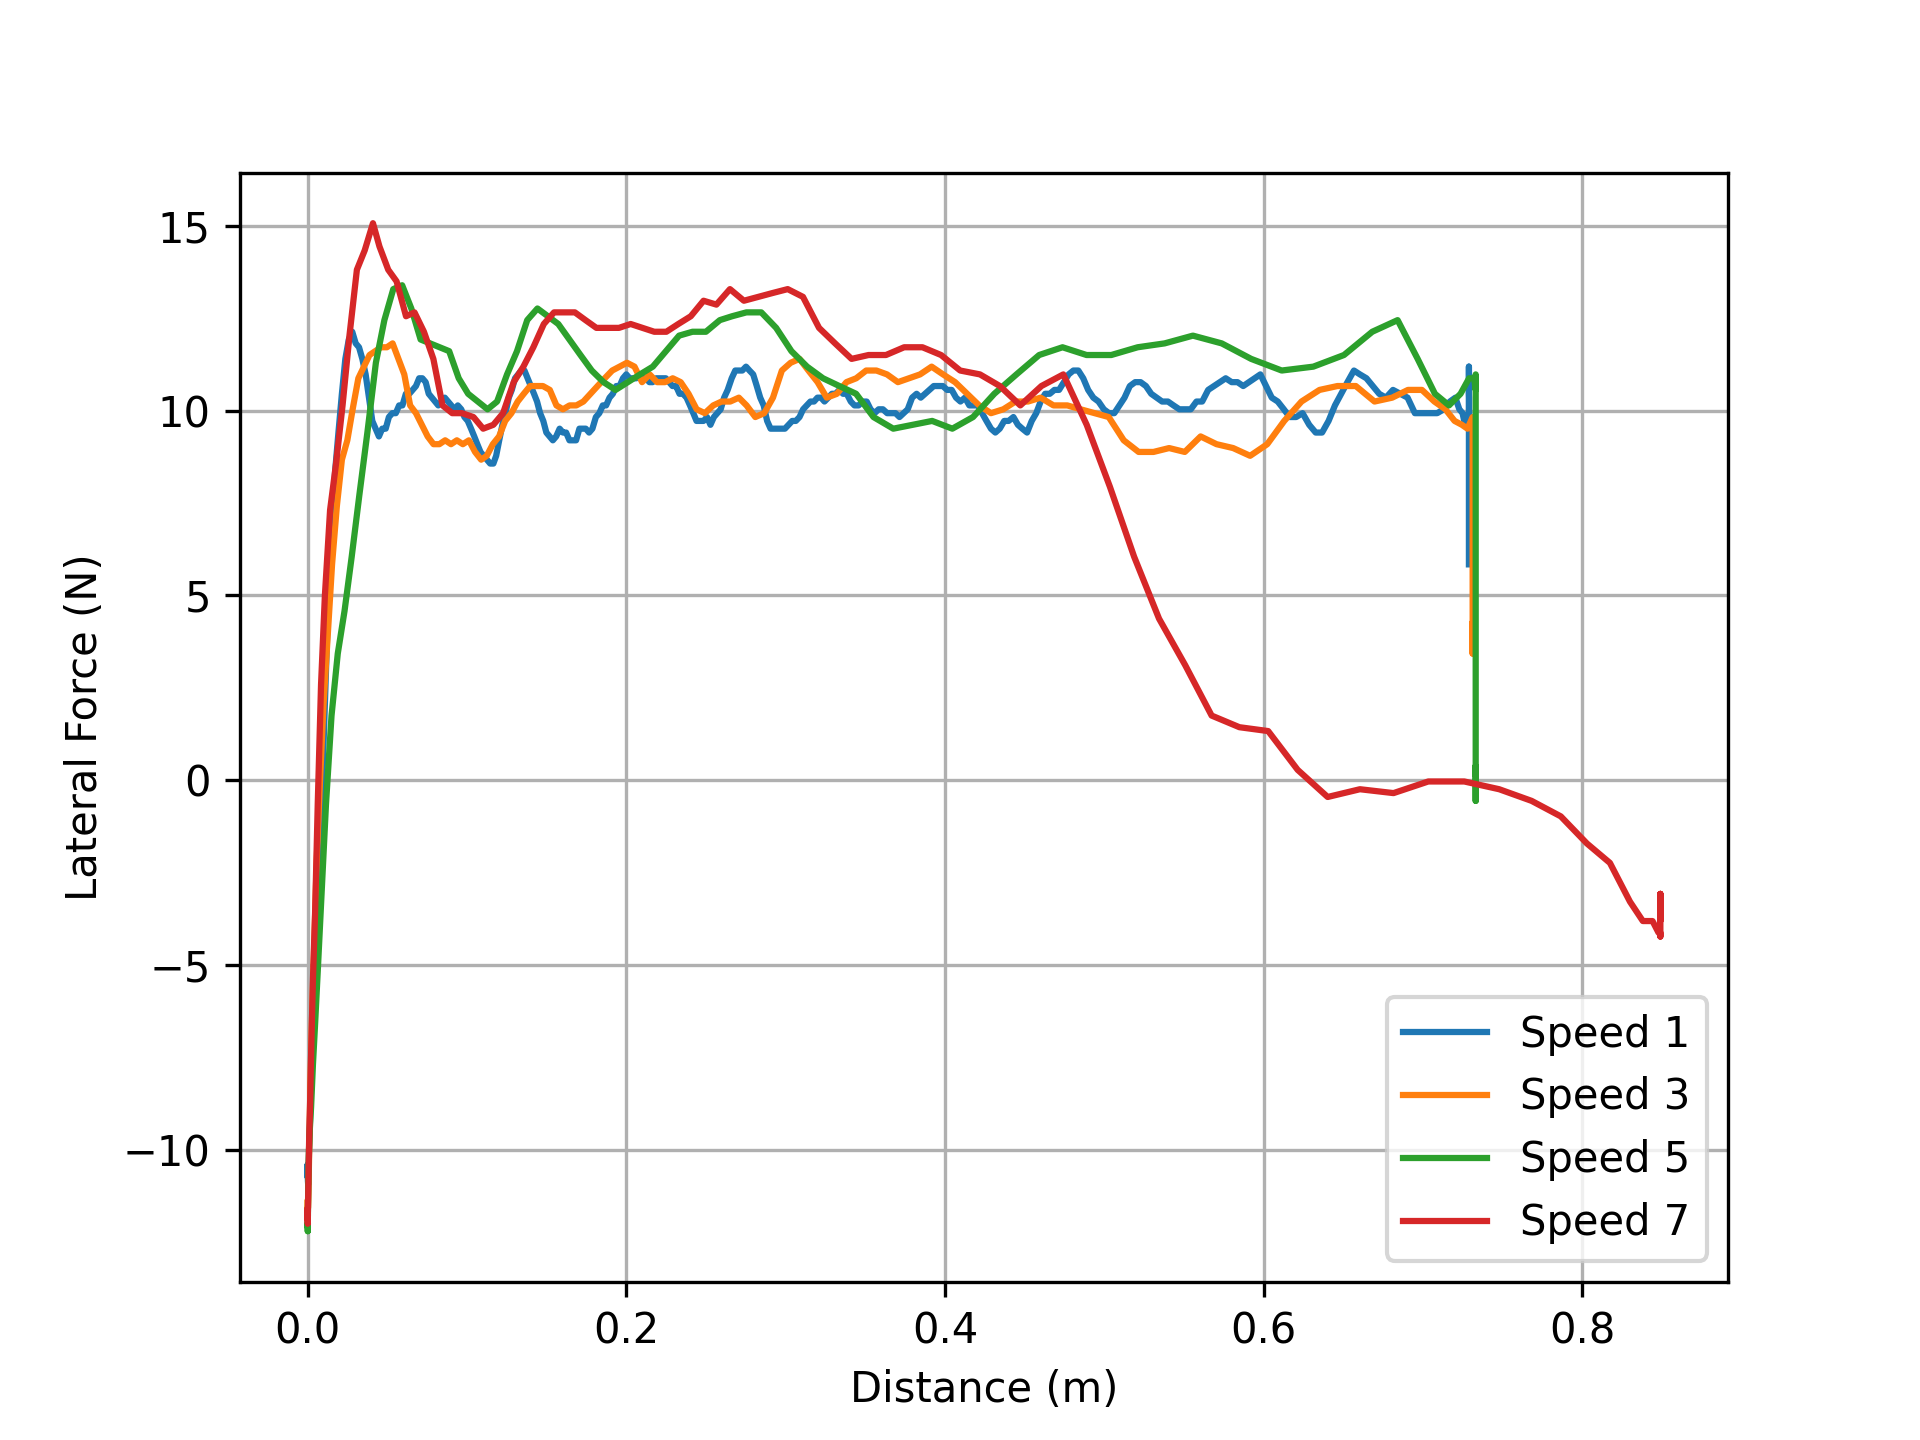 15
10
5
0
−5
−10
Lateral Force (N)
0.0 0.2 0.4 0.6 0.8
Distance (m)
Speed 1
Speed 3
Speed 5
Speed 7